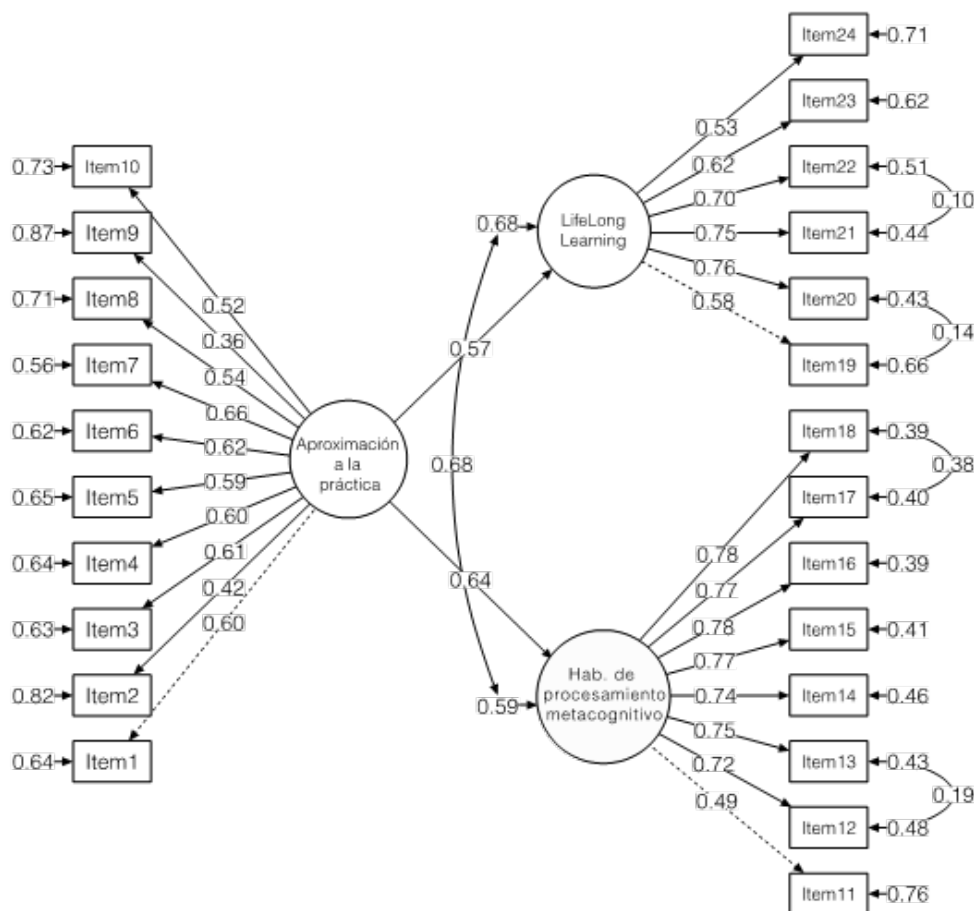 Item24
0.71
Item23
0.62
0.53
0.62
Item22
0.51
0.70
0.10
Item21
0.44
0.75
Item20
0.43
0.76
0.14
Item19
0.66
0.58
LifeLong
Learning
0.68
0.57
0.68
0.64
0.59
0.73
Item10
0.87
Item9
0.71
Item8
0.56
Item7
0.62
Item6
0.65
Item5
0.64
Item4
0.63
Item3
0.82
Item2
0.64
Item1
0.52
0.36
0.54
0.66
0.62
0.59
0.60
0.61
0.42
0.60
Aproximación
a la
práctica
Item18
0.39
0.38
Item17
0.40
Item16
0.39
Item15
0.41
Item14
0.46
Item13
0.43
0.19
Item12
0.48
Item11
0.76
0.78
0.77
0.78
0.77
0.74
0.75
0.72
0.49
Hab. de
procesamiento
metacognitivo